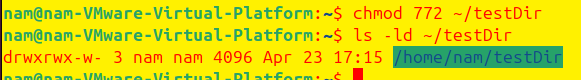 nam@nam-VMware-Virtual-Platform:~$ chmod 772 ~/testDir
nam@nam-VMware-Virtual-Platform:~$ ls -ld ~/testDir
drwxrwx-w- 3 nam nam 4096 Apr 23 17:15 /home/nam/testDir
nam@nam-VMware-Virtual-Platform:~$